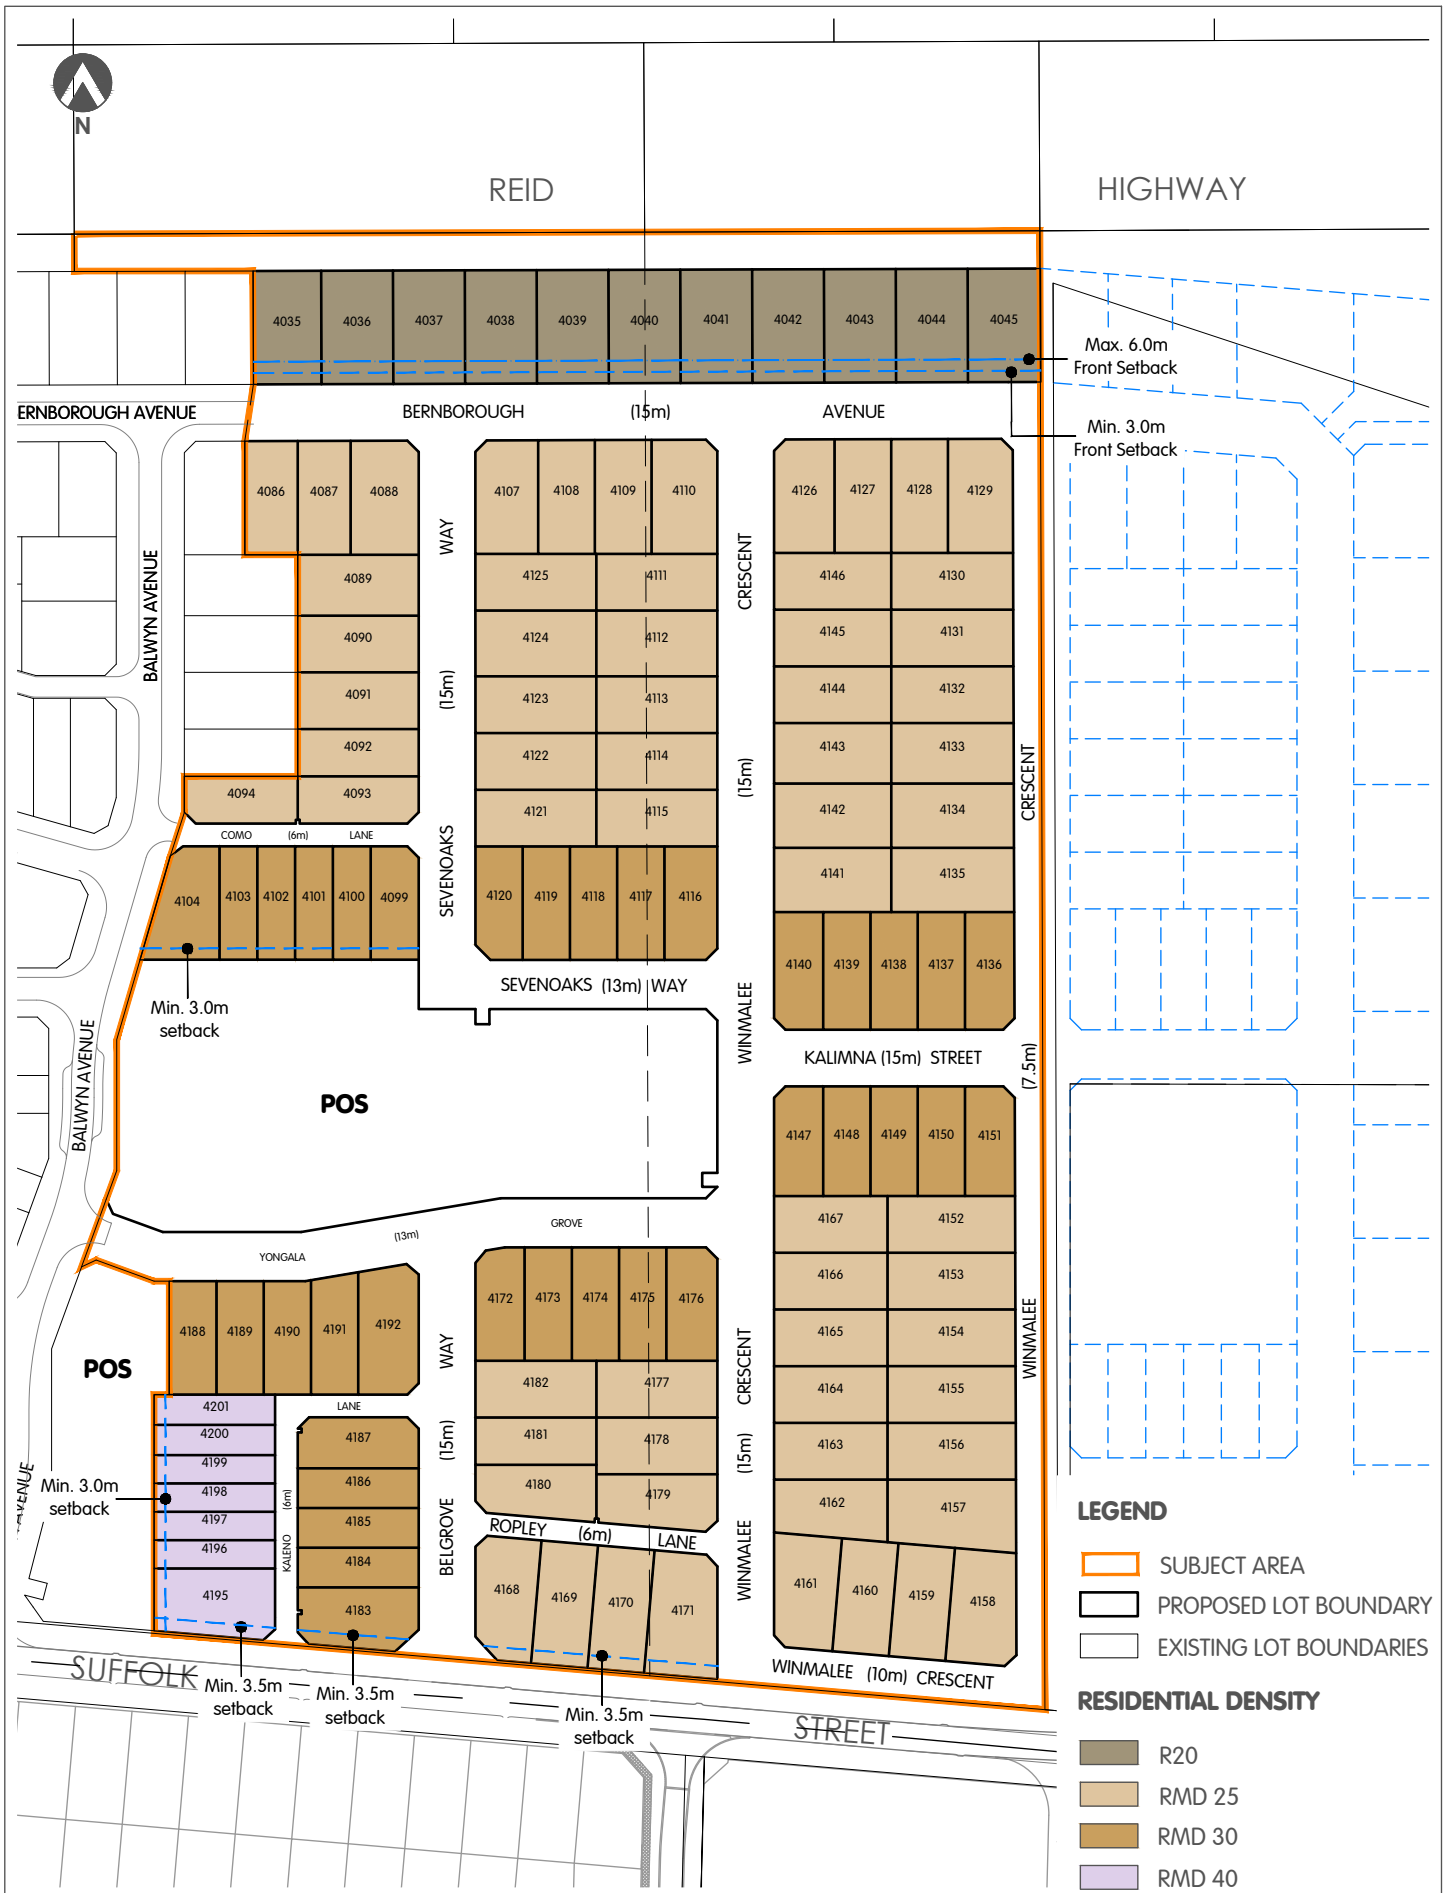 N
REID
HIGHWAY
4035 4036 4037 4038 4039 4040 4041 4042 4043 4044 4045
Max. 6.0m
Front Setback
ERNBOROUGH AVENUE
BERNBOROUGH (15m) AVENUE
Min. 3.0m
Front Setback
4086 4087 4088
4107 4108 4109 4110
4126 4127 4128 4129
BALWYN AVENUE
WAY
CRESCENT
4089
4125 4111
4146 4130
4090
4124 4112
4145 4131
4091
(15m)
4123 4113
4144 4132
4092
4122 4114
(15m)
4143 4133
CRESCENT
4094 4093
4121 4115
4142 4134
COMO (6m) LANE
SEVENOAKS
4141 4135
4104 4103 4102 4101 4100 4099
4120 4119 4118 4117 4116
4140 4139 4138 4137 4136
Min. 3.0m
setback
SEVENOAKS (13m) WAY
WINMALEE
BALWYN AVENUE
KALIMNA (15m) STREET
(7.5m)
POS
4147 4148 4149 4150 4151
4167 4152
YONGALA (13m) GROVE
4166 4153
4188 4189 4190 4191 4192
4172 4173 4174 4175 4176
4165 4154
WINMALEE
POS
WAY
CRESCENT
4182 4177
4164 4155
4201
LANE
4200
4187
(15m)
4181 4178
(15m)
4163 4156
4199
4198
4186
4180 4179
4162 4157
Min. 3.0m
setback
AVENUE
4197
KALENO (6m)
4185
4196
4184
BELGROVE
ROPLEY (6m) LANE
WINMALEE
4195
4183
4168 4169 4170 4171
4161 4160 4159 4158
SUFFOLK
Min. 3.5m
setback
Min. 3.5m
setback
Min. 3.5m
setback
WINMALEE (10m) CRESCENT
STREET
LEGEND
SUBJECT AREA
PROPOSED LOT BOUNDARY
EXISTING LOT BOUNDARIES
RESIDENTIAL DENSITY
R20
RMD 25
RMD 30
RMD 40